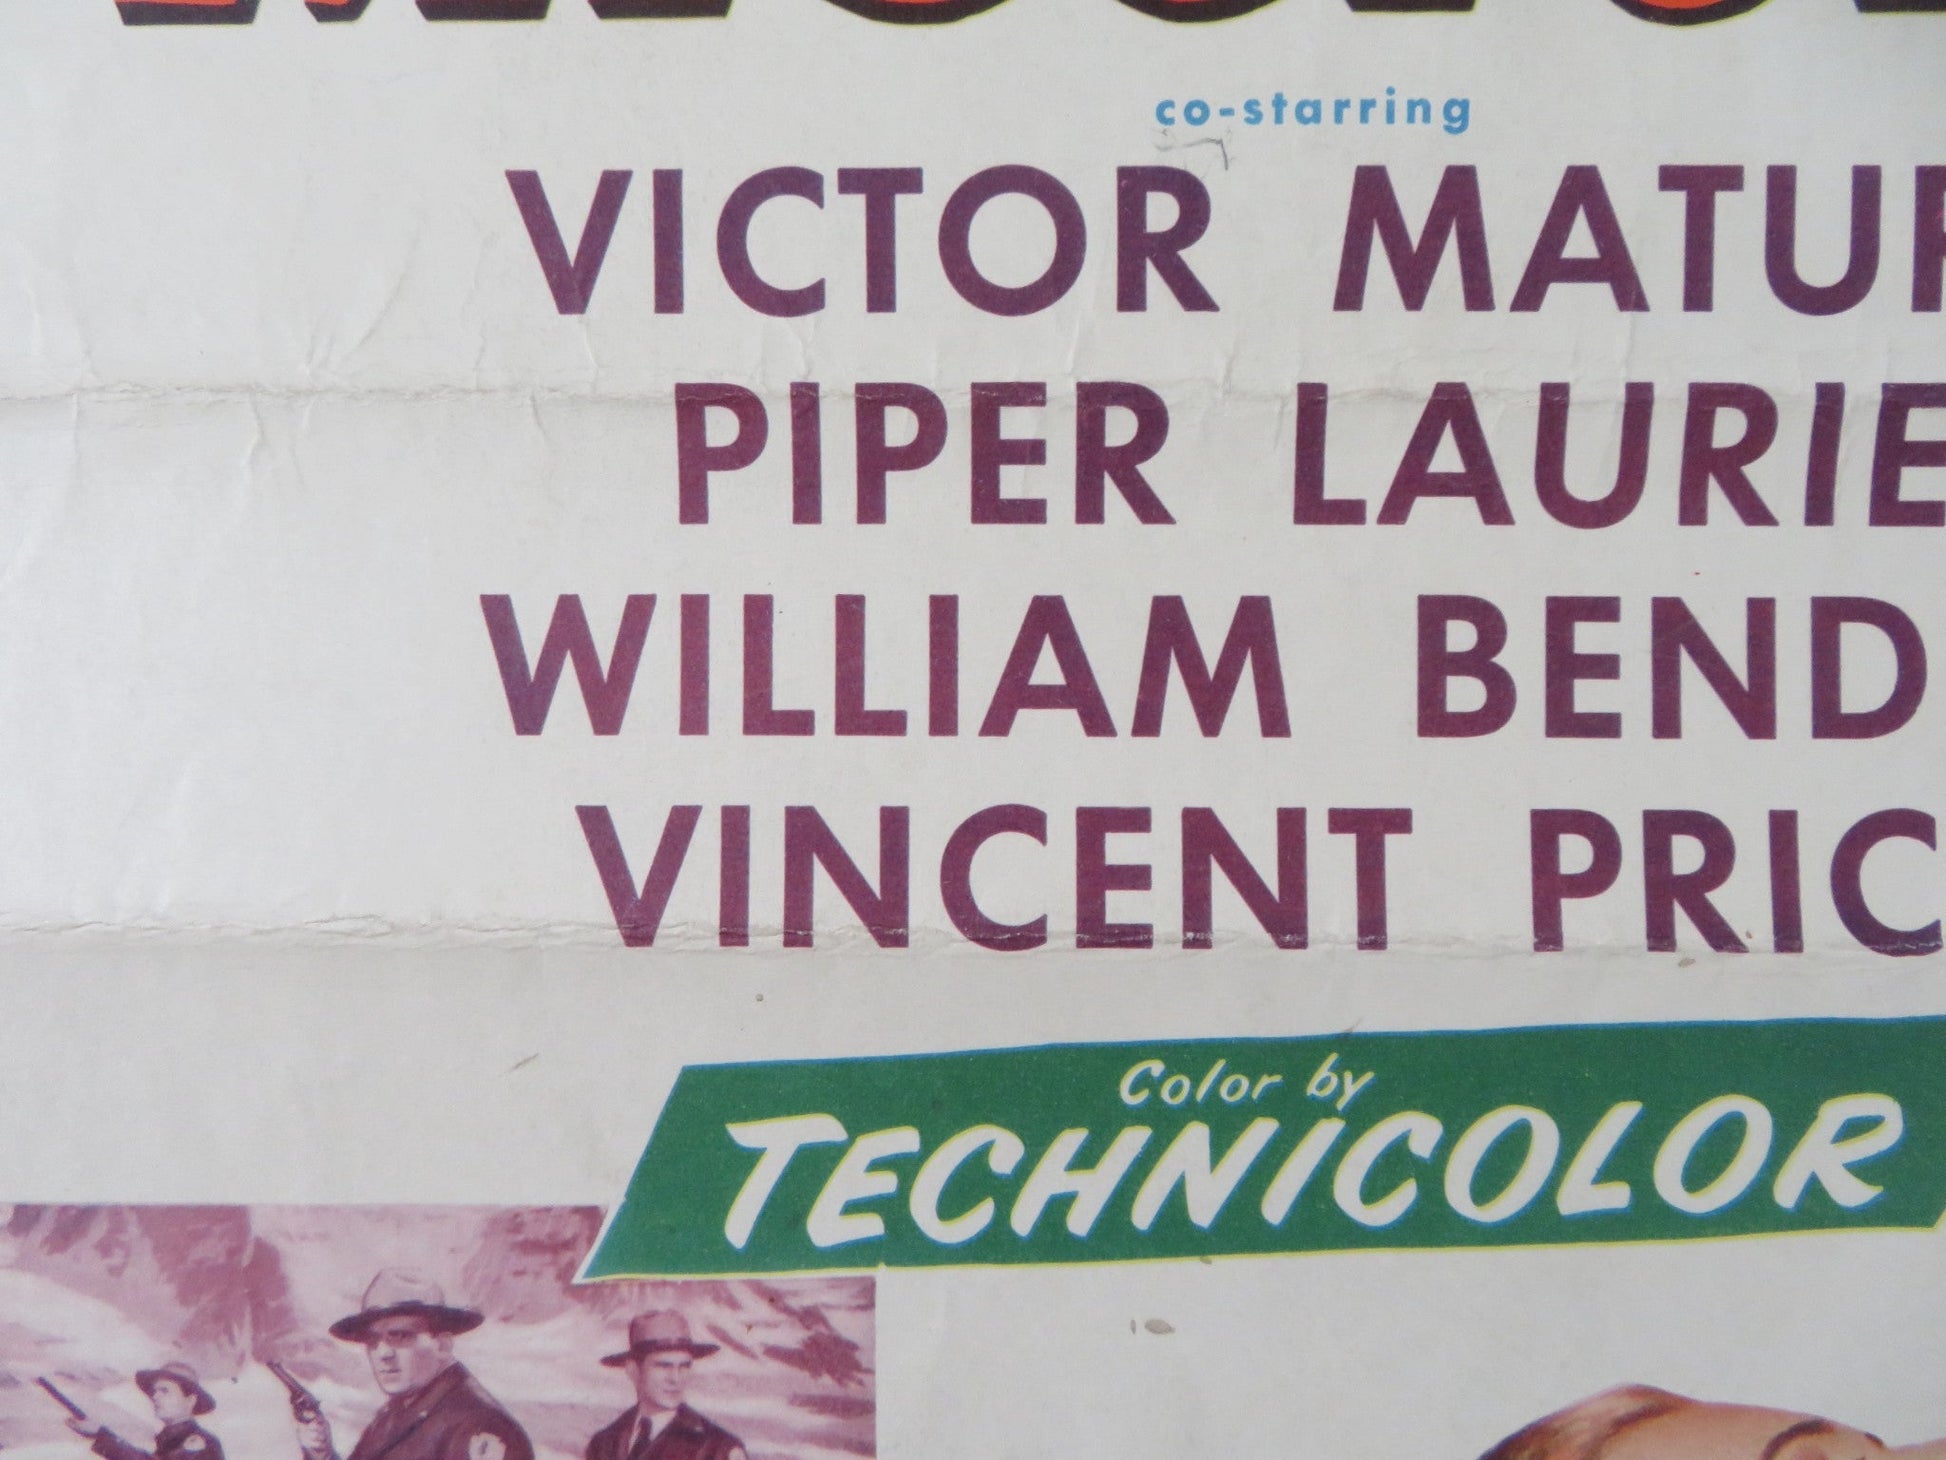 co-starring
VICTOR MATUR
PIPER LAURIE
WILLIAM BEND
VINCENT PRIC
Color by
TECHNICOLOR